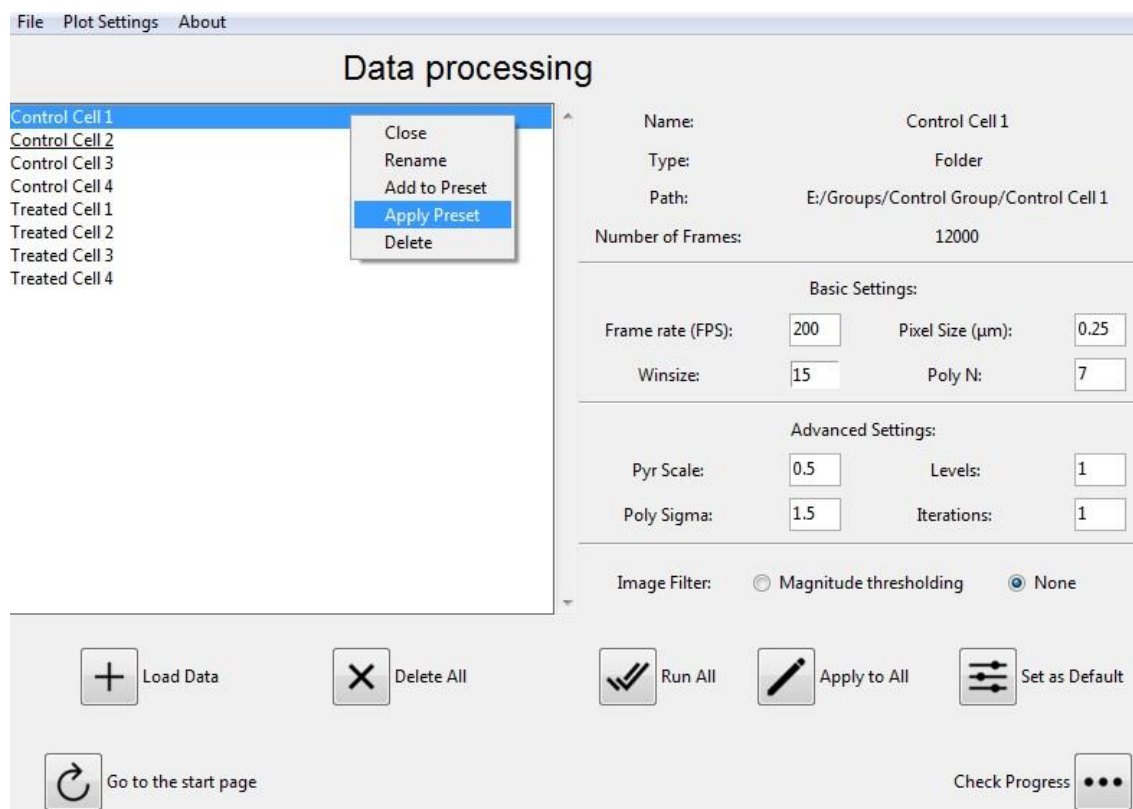 File Plot Settings About
Data processing
Control Cell 1
Control Cell 2
Control Cell 3
Control Cell 4
Treated Cell 1
Treated Cell 2
Treated Cell 3
Treated Cell 4
Close
Rename
Add to Preset
Apply Preset
Delete
Name: Control Cell 1
Type: Folder
Path: E:/Groups/Control Group/Control Cell 1
Number of Frames: 12000
Basic Settings:
Frame rate (FPS): 200 Pixel Size (μm): 0.25
Winsize: 15 Poly N: 7
Advanced Settings:
Pyr Scale: 0.5 Levels: 1
Poly Sigma: 1.5 Iterations: 1
Image Filter: Magnitude thresholding None
Load Data Delete All Run All Apply to All Set as Default
Go to the start page Check Progress